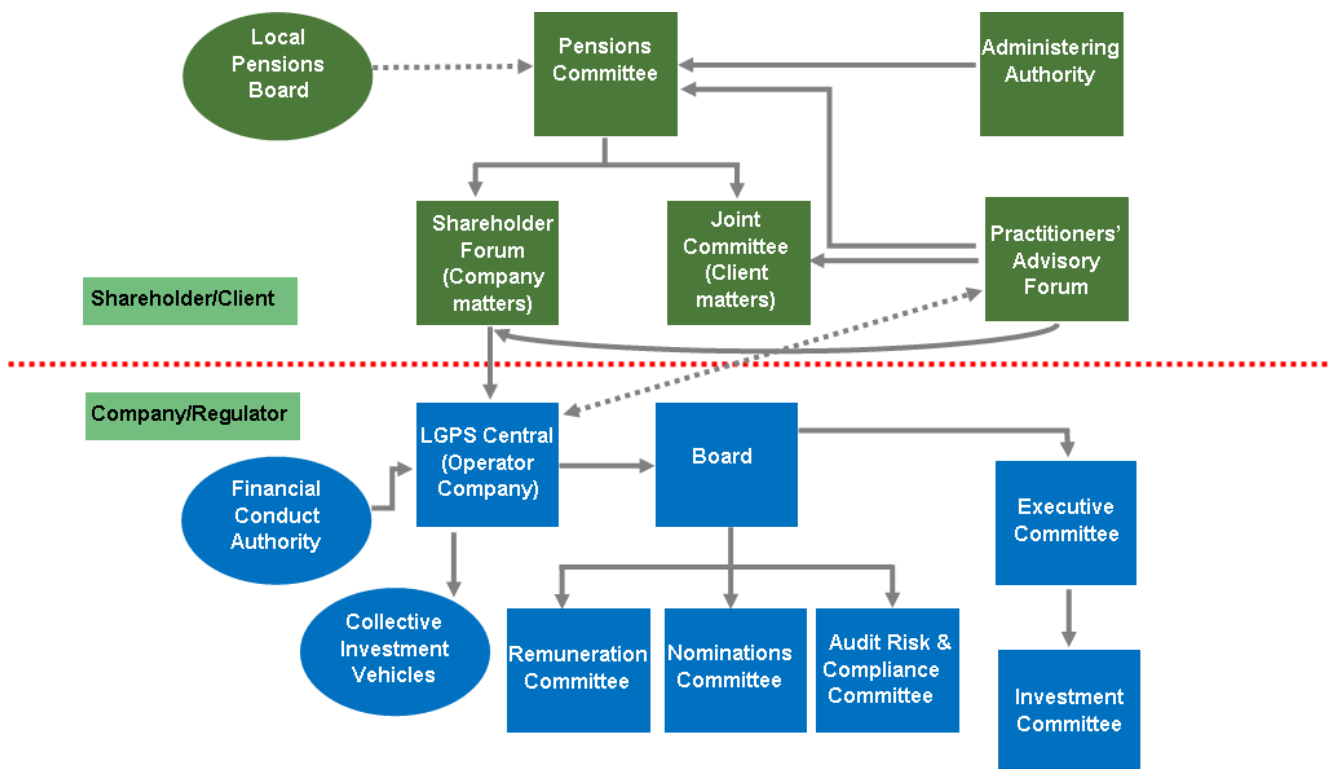 Local
Pensions
Board
Pensions
Committee
Administering
Authority
Shareholder
Forum
(Company
matters)
Joint
Committee
(Client
matters)
Practitioners’
Advisory
Forum
Shareholder/Client
Company/Regulator
LGPS Central
(Operator
Company)
Board
Financial
Conduct
Authority
Executive
Committee
Collective
Investment
Vehicles
Remuneration
Committee
Nominations
Committee
Audit Risk &
Compliance
Committee
Investment
Committee